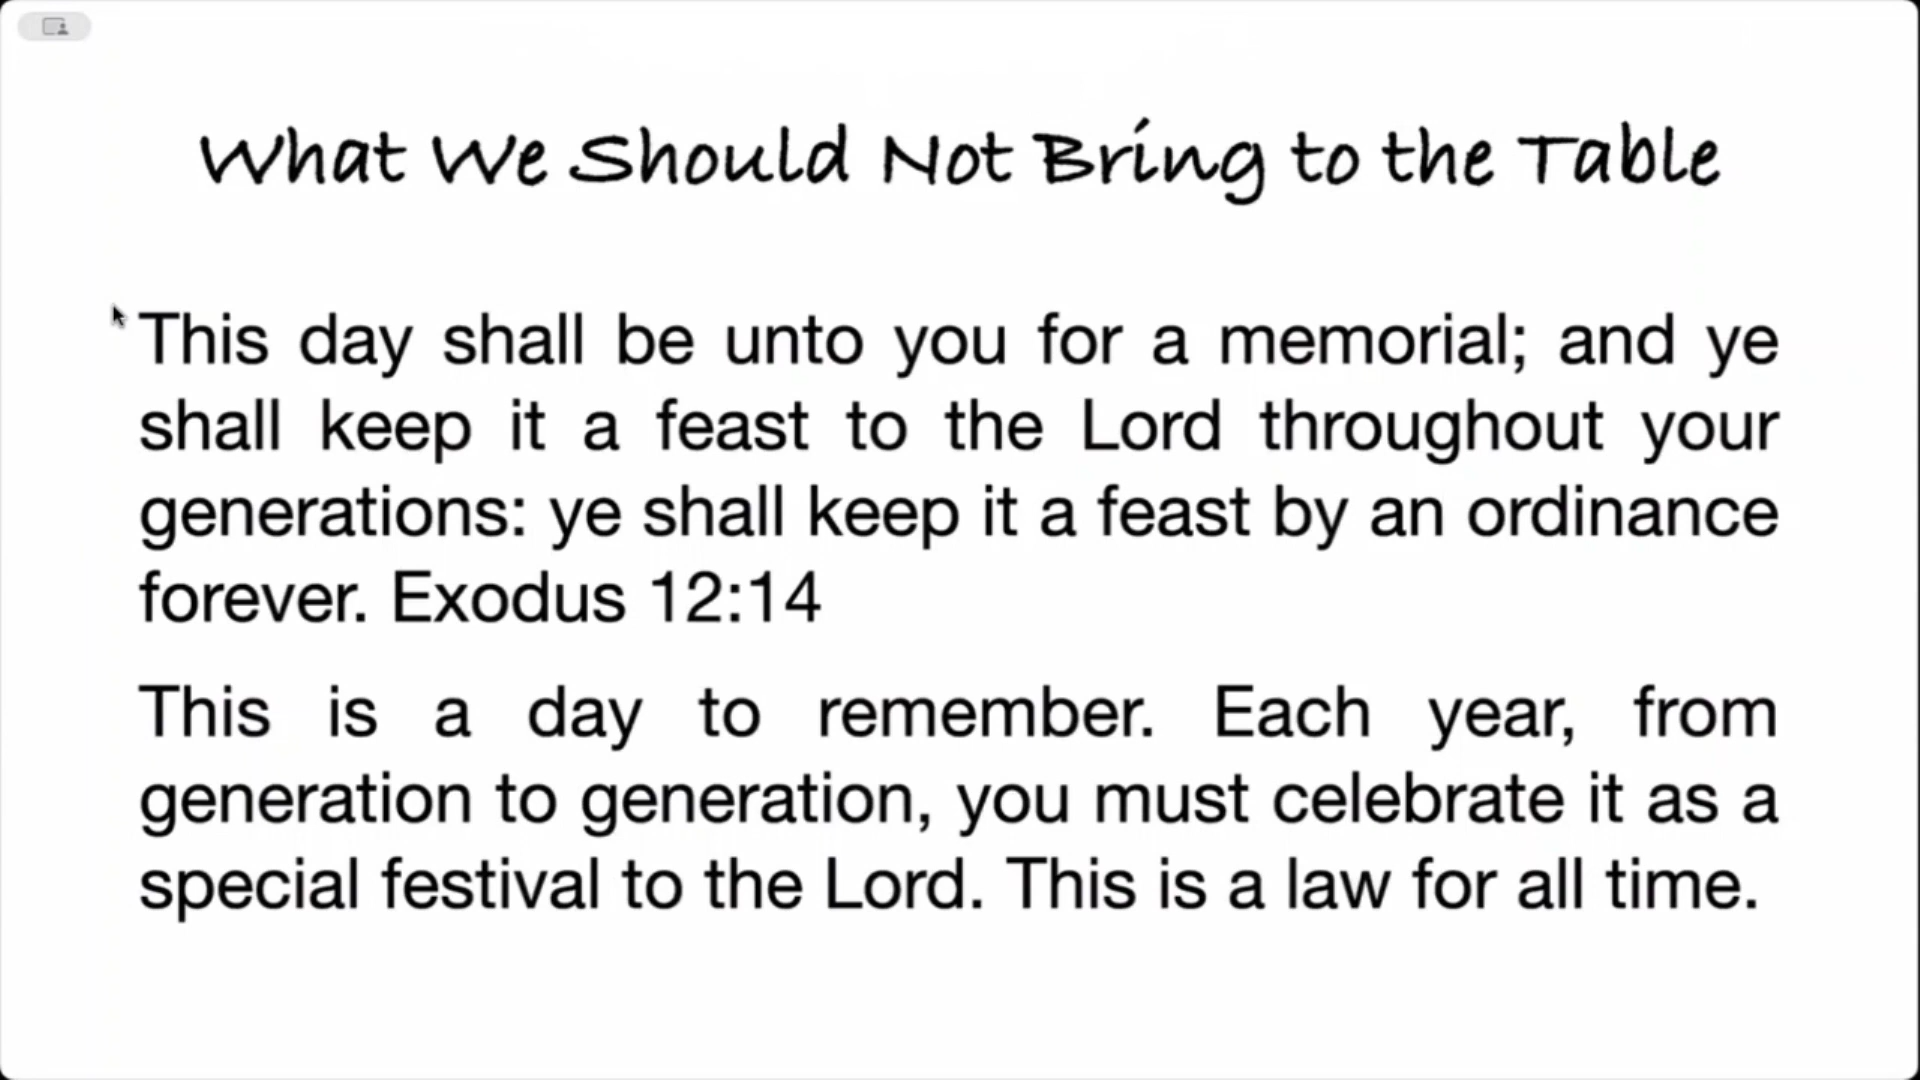 What We Should Not Bring to the Table
This day shall be unto you for a memorial; and ye
shall keep it a feast to the Lord throughout your
generations: ye shall keep it a feast by an ordinance
forever. Exodus 12:14
This is a day to remember. Each year, from
generation to generation, you must celebrate it as a
special festival to the Lord. This is a law for all time.